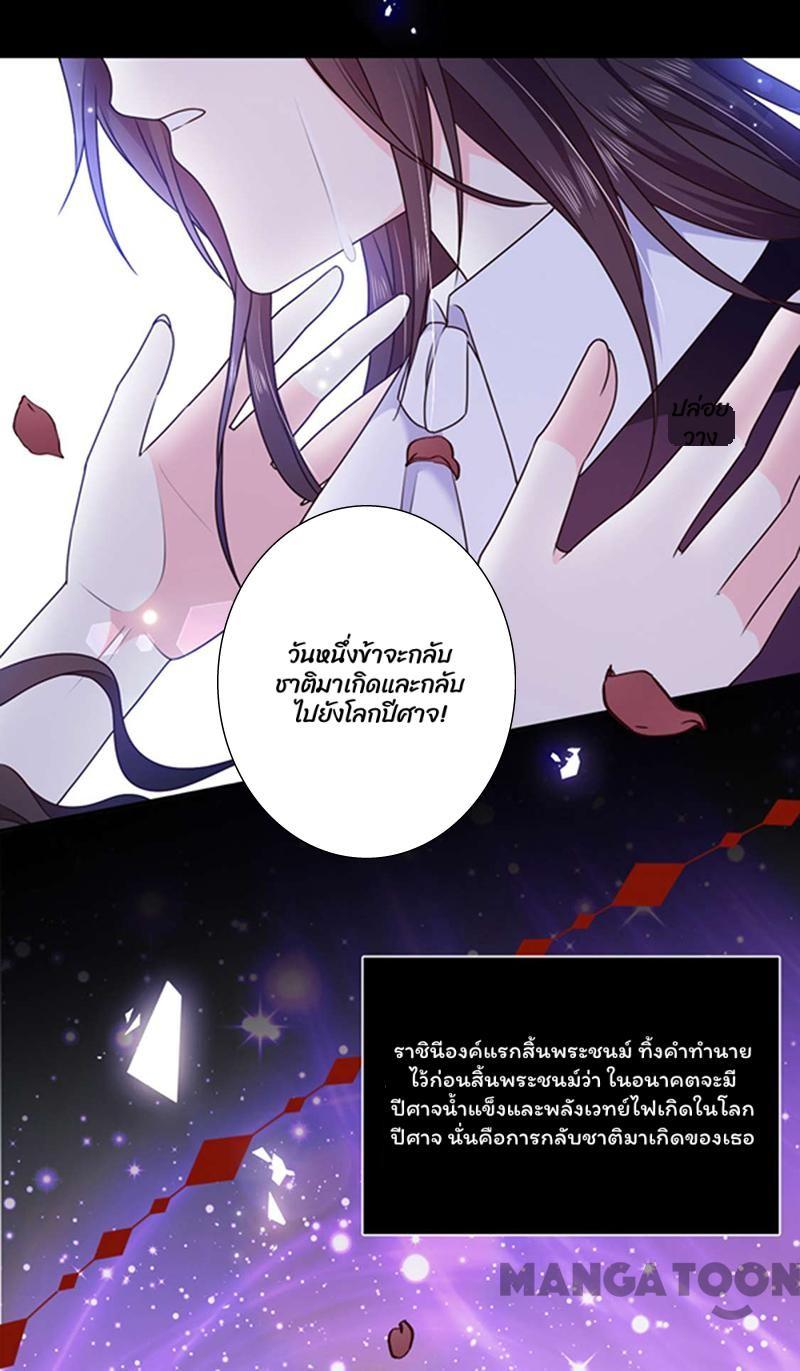 ปล่อย
วาง
วันหนึ่งข้าจะกลับ
ชาติมาเกิดและกลับ
ไปยังโลกปีศาจ!
ราชินีองค์แรกสิ้นพระชนม์ ทิ้งคำทำนาย
ไว้ก่อนสิ้นพระชนม์ว่า ในอนาคตจะมี
ปีศาจน้ำแข็งและพลังเวทย์ไฟเกิดในโลก
ปีศาจ นั่นคือการกลับชาติมาเกิดของเธอ
MANGATOON